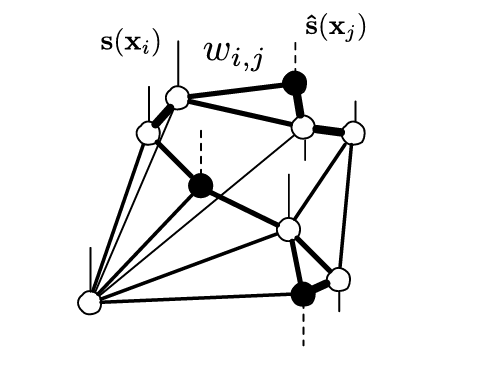 s(x_i)
w_{i,j}
ŝ(x_j)